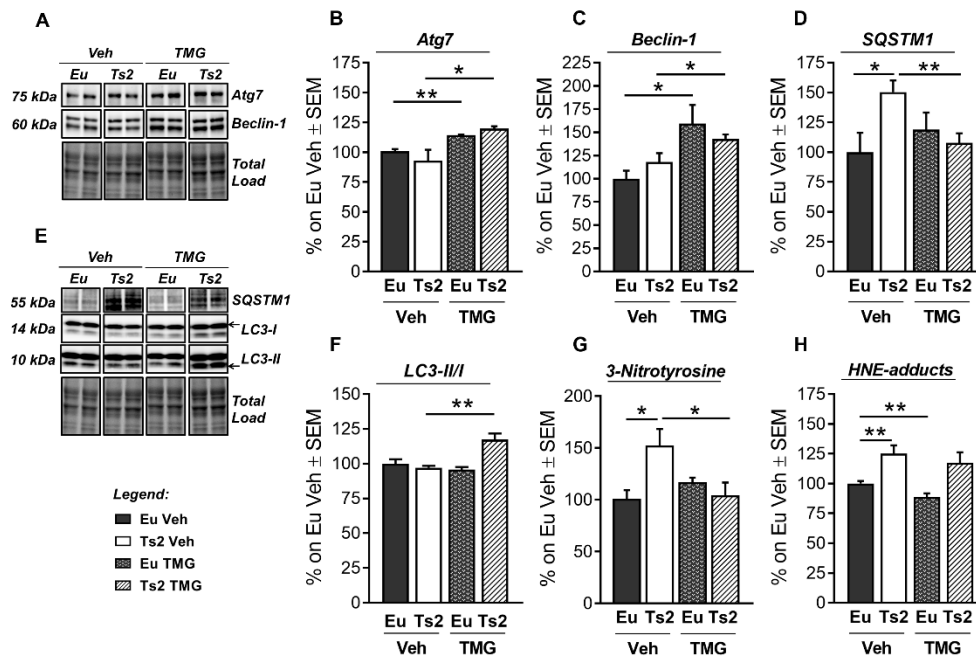 A
Veh TMG
Eu Ts2 Eu Ts2
75 kDa Atg7
60 kDa Beclin-1
Total
Load
B
Atg7
% on Eu Veh ± SEM
150
125
100
75
50
25
0
* 
**
Eu Ts2 Eu Ts2
Veh TMG
C
Beclin-1
% on Eu Veh ± SEM
225
200
175
150
125
100
75
50
25
0
*
*
Eu Ts2 Eu Ts2
Veh TMG
D
SQSTM1
% on Eu Veh ± SEM
200
150
100
50
0
* **
Eu Ts2 Eu Ts2
Veh TMG
E
Veh TMG
Eu Ts2 Eu Ts2
55 kDa SQSTM1
14 kDa LC3-I
10 kDa LC3-II
Total
Load
Legend:
Eu Veh
Ts2 Veh
Eu TMG
Ts2 TMG
F
LC3-II/I
% on Eu Veh ± SEM
150
125
100
75
50
25
0
**
Eu Ts2 Eu Ts2
Veh TMG
G
3-Nitrotyrosine
% on Eu Veh ± SEM
200
150
100
50
0
* *
Eu Ts2 Eu Ts2
Veh TMG
H
HNE-adducts
% on Eu Veh ± SEM
175
150
125
100
75
50
25
0
**
**
Eu Ts2 Eu Ts2
Veh TMG